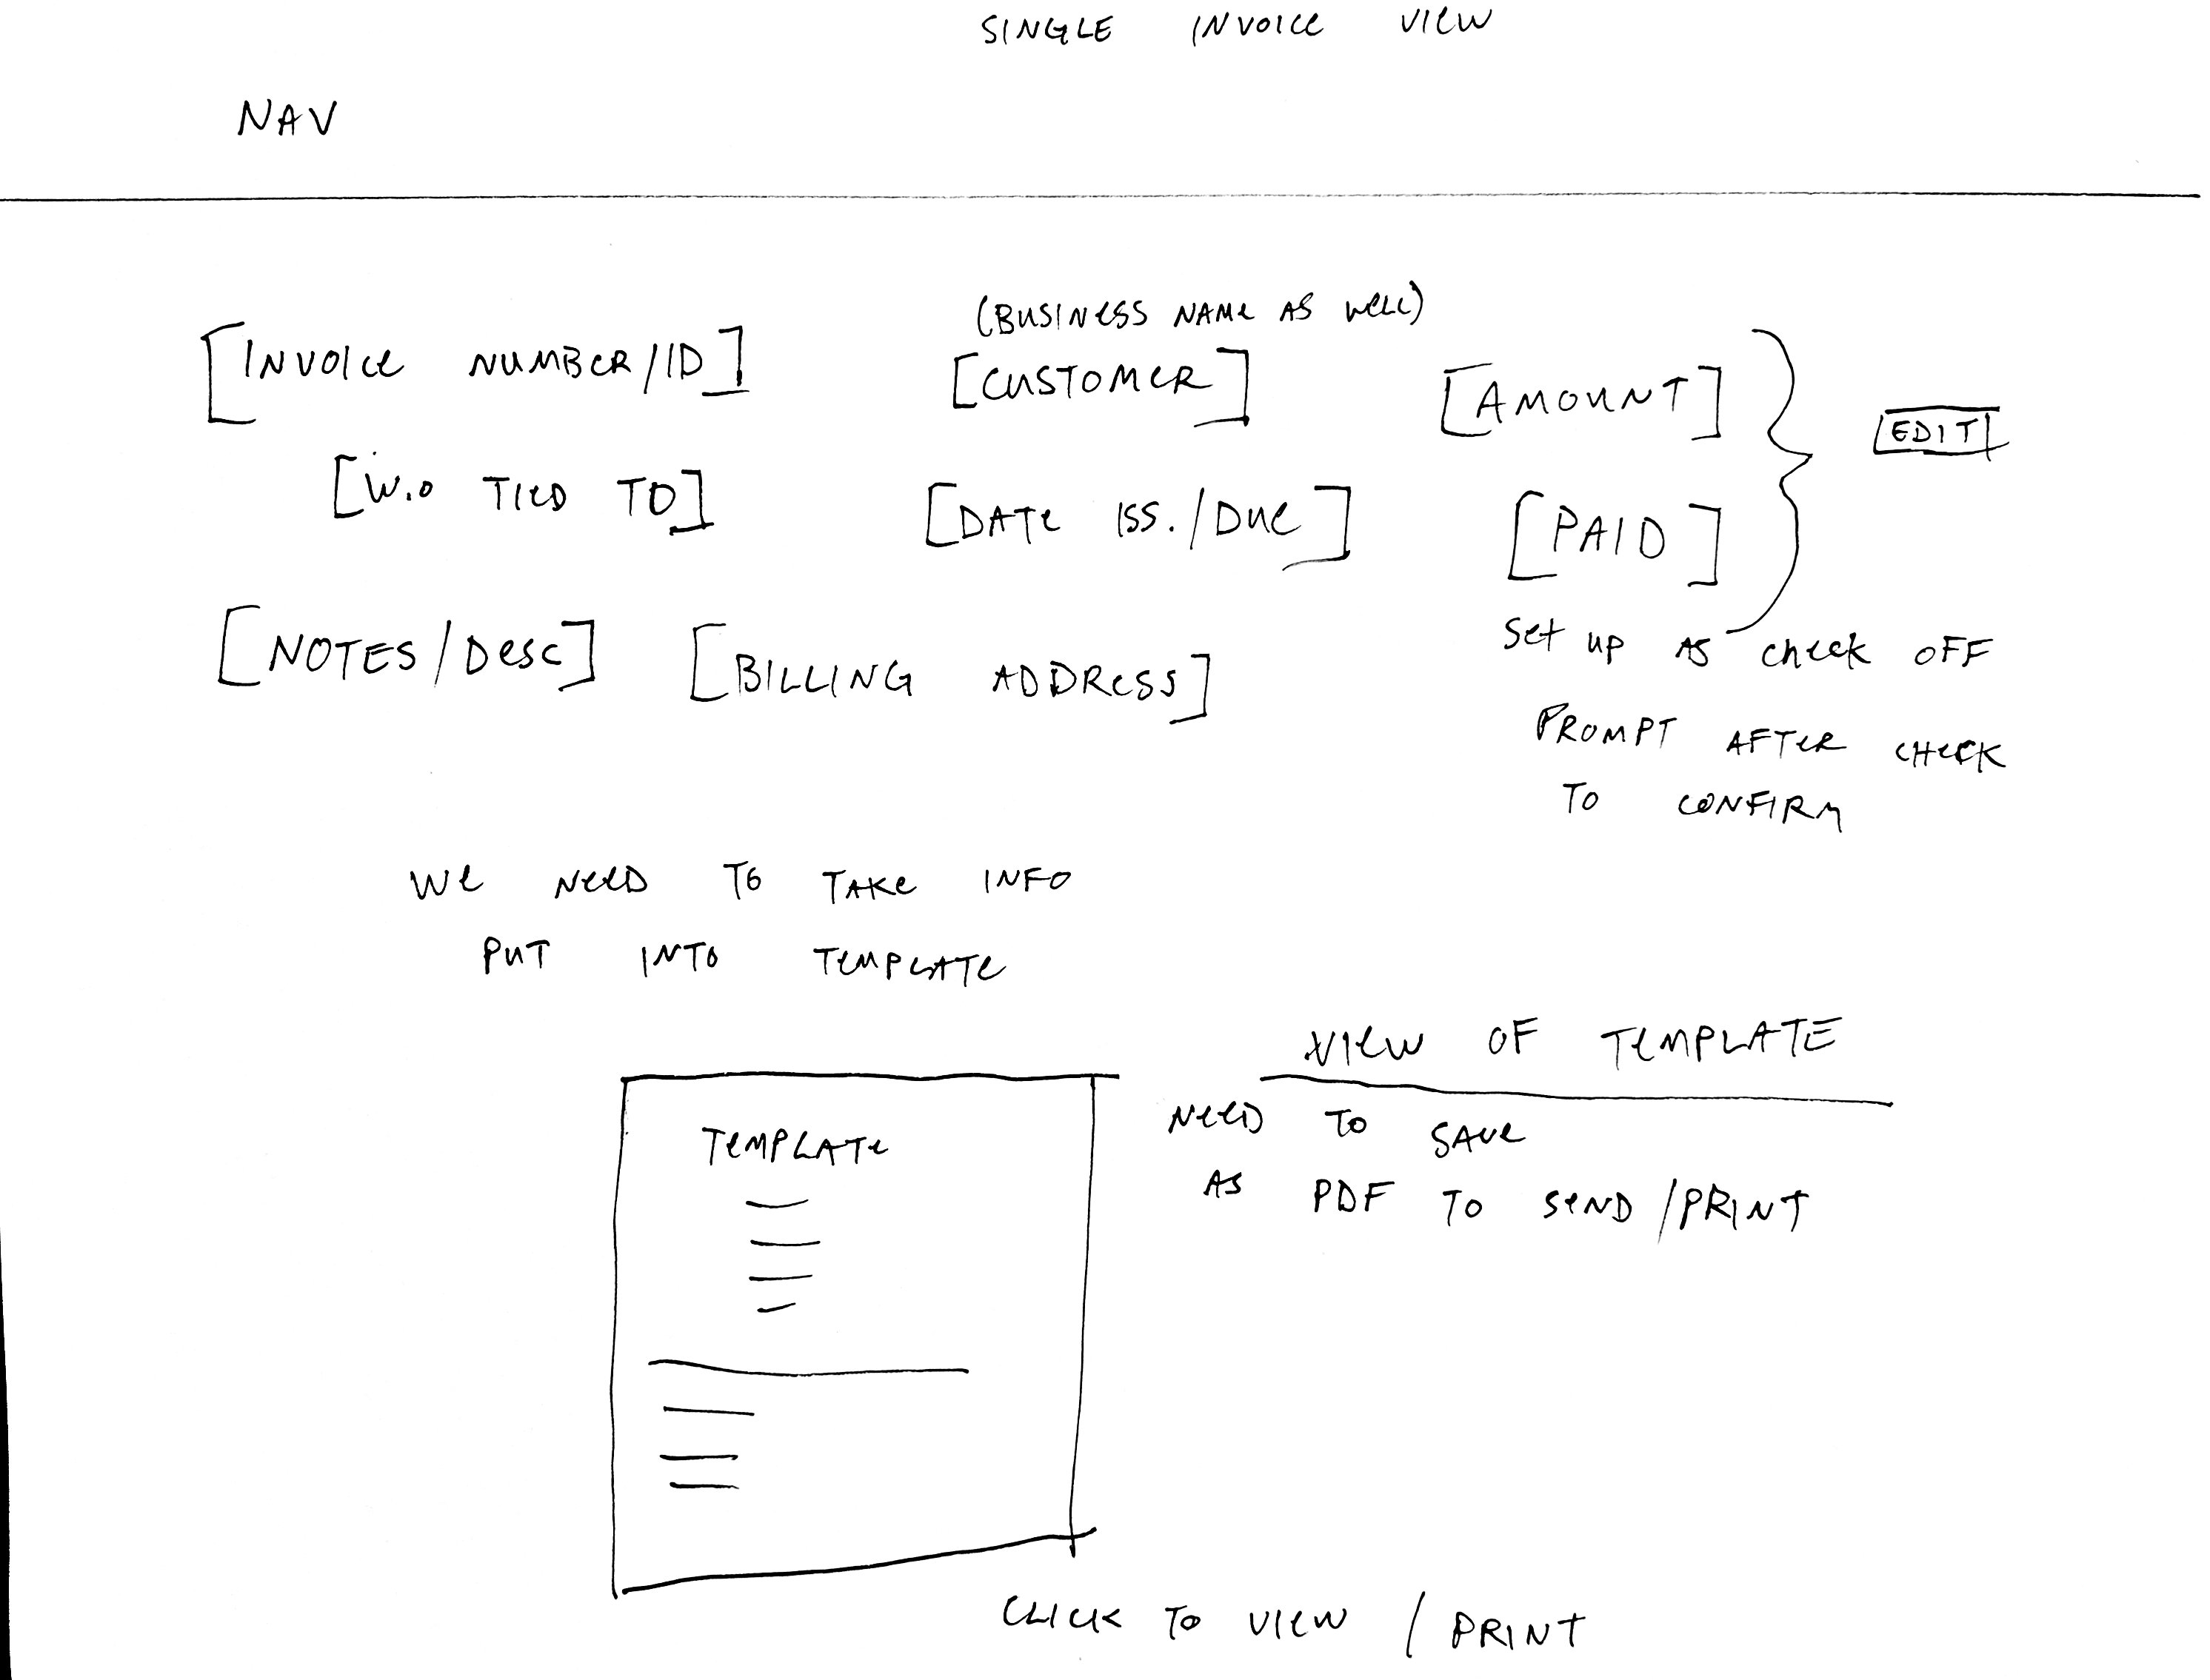 SINGLE INVOICE VIEW
NAV
(BUSINESS NAME AS WELL)
[INVOICE NUMBER/ID] [CUSTOMER] [AMOUNT]
[EDIT]
[W.O TIED TO] [DATE ISS./DUE] [PAID]
[NOTES/DESC] [BILLING ADDRESS]
Set up AS check OFF
PROMPT AFTER CHECK
TO CONFIRM
WE NEED TO TAKE INFO
PUT INTO TEMPLATE
VIEW OF TEMPLATE
NEED TO SAVE
AS PDF TO SEND/PRINT
TEMPLATE
CLICK TO VIEW / PRINT